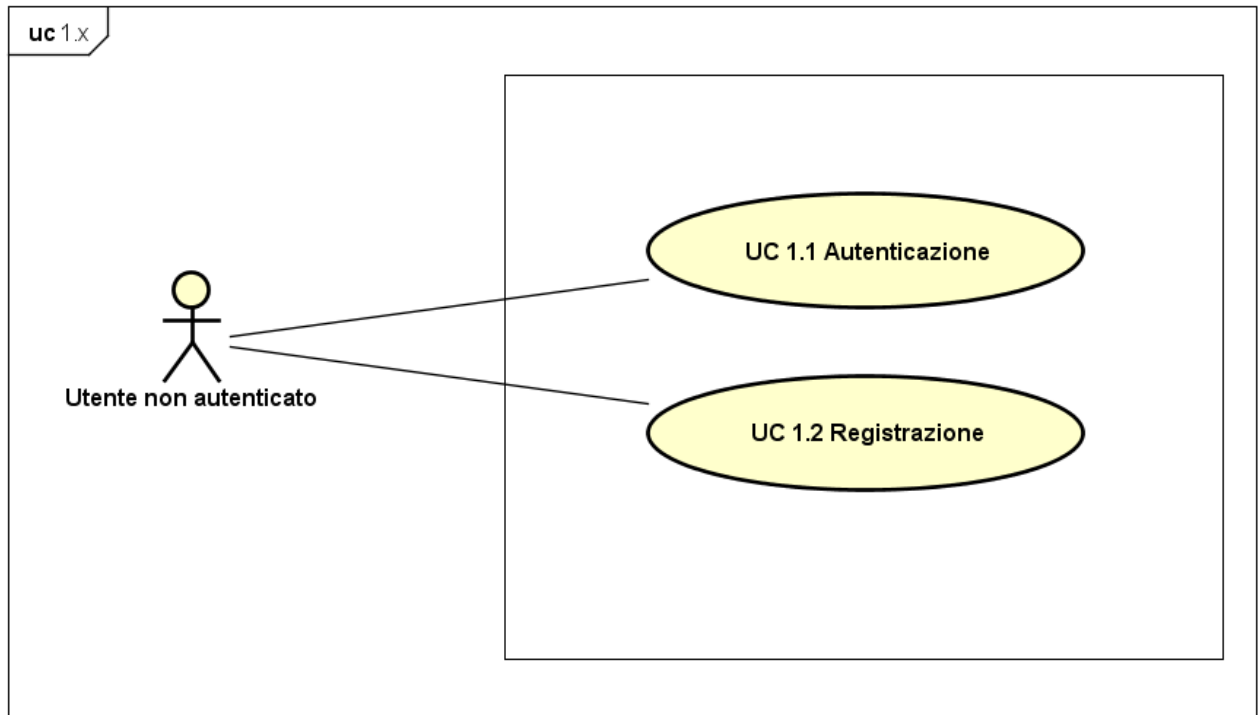 uc 1.x
UC 1.1 Autenticazione
Utente non autenticato
UC 1.2 Registrazione